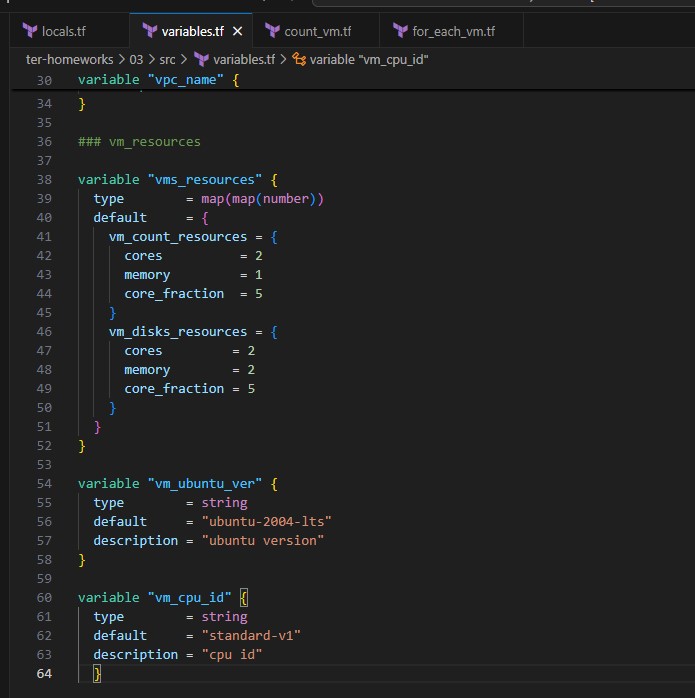 locals.tf
variables.tf
count_vm.tf
for_each_vm.tf
ter-homeworks > 03 > src > variables.tf > variable "vm_cpu_id"
30 variable "vpc_name" {
34 }
35
36 ### vm_resources
37
38 variable "vms_resources" {
39   type        = map(map(number))
40   default     = {
41     vm_count_resources = {
42       cores          = 2
43       memory         = 1
44       core_fraction  = 5
45     }
46     vm_disks_resources = {
47       cores         = 2
48       memory        = 2
49       core_fraction = 5
50     }
51   }
52 }
53
54 variable "vm_ubuntu_ver" {
55   type        = string
56   default     = "ubuntu-2004-lts"
57   description = "ubuntu version"
58 }
59
60 variable "vm_cpu_id" {
61   type        = string
62   default     = "standard-v1"
63   description = "cpu id"
64   }